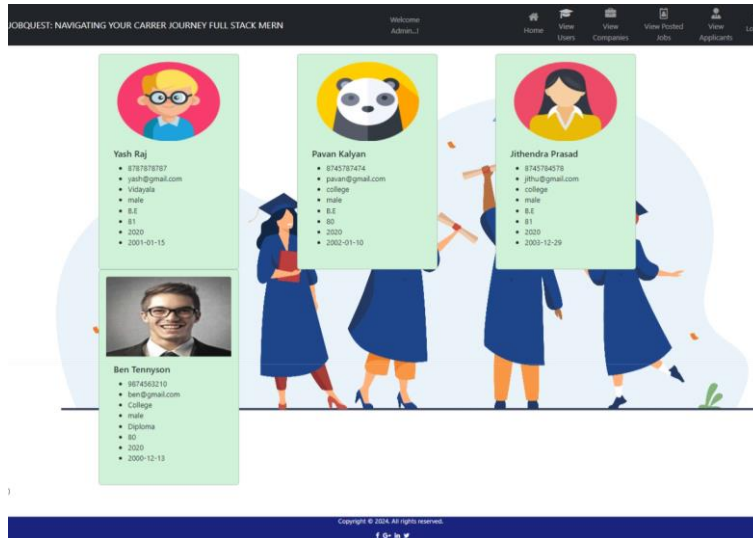 JOBQUEST: NAVIGATING YOUR CARRER JOURNEY FULL STACK MERN
Welcome
Admin..!
Home
View
Users
View
Companies
View Posted
Jobs
View
Applicants
Lo
Yash Raj
8787878787
yash@gmail.com
Vidayala
male
B.E
81
2020
2001-01-15
Pavan Kalyan
8745787474
pavan@gmail.com
college
male
B.E
80
2020
2002-01-10
Jithendra Prasad
8745784578
jithu@gmail.com
college
male
B.E
81
2020
2003-12-29
Ben Tennyson
9874563210
ben@gmail.com
College
male
Diploma
80
2020
2000-12-13
)
Copyright © 2024. All rights reserved.